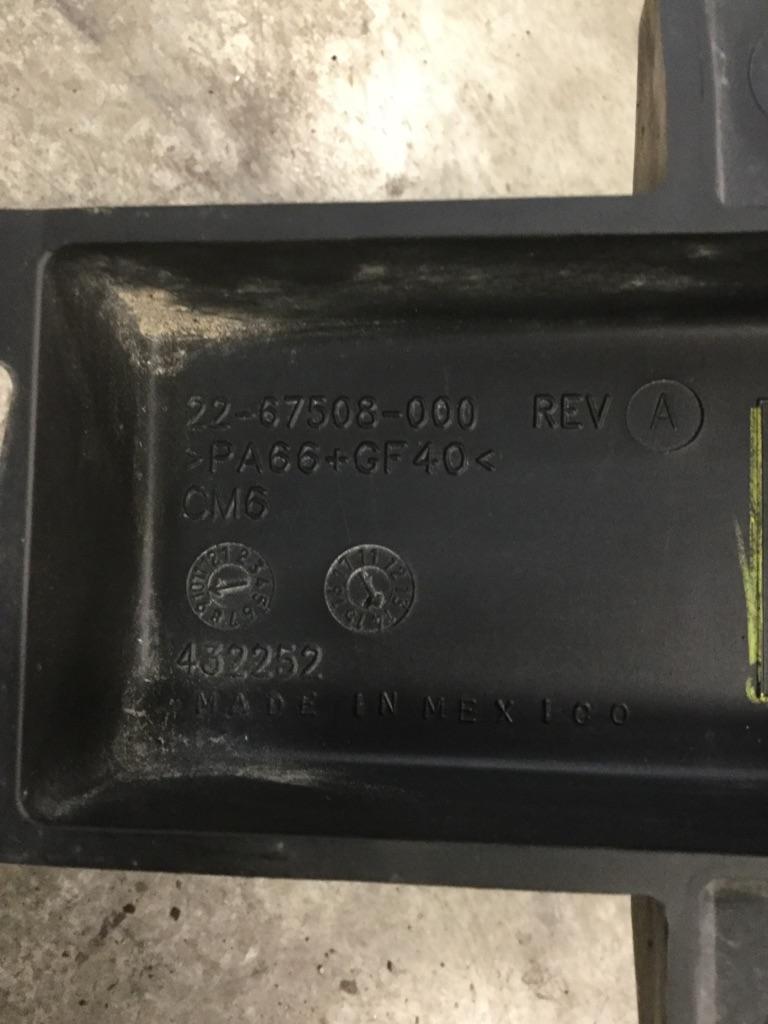 22-67508-000 REV A
>PA66+GF40<
CM6
432252
MADE IN MEXICO